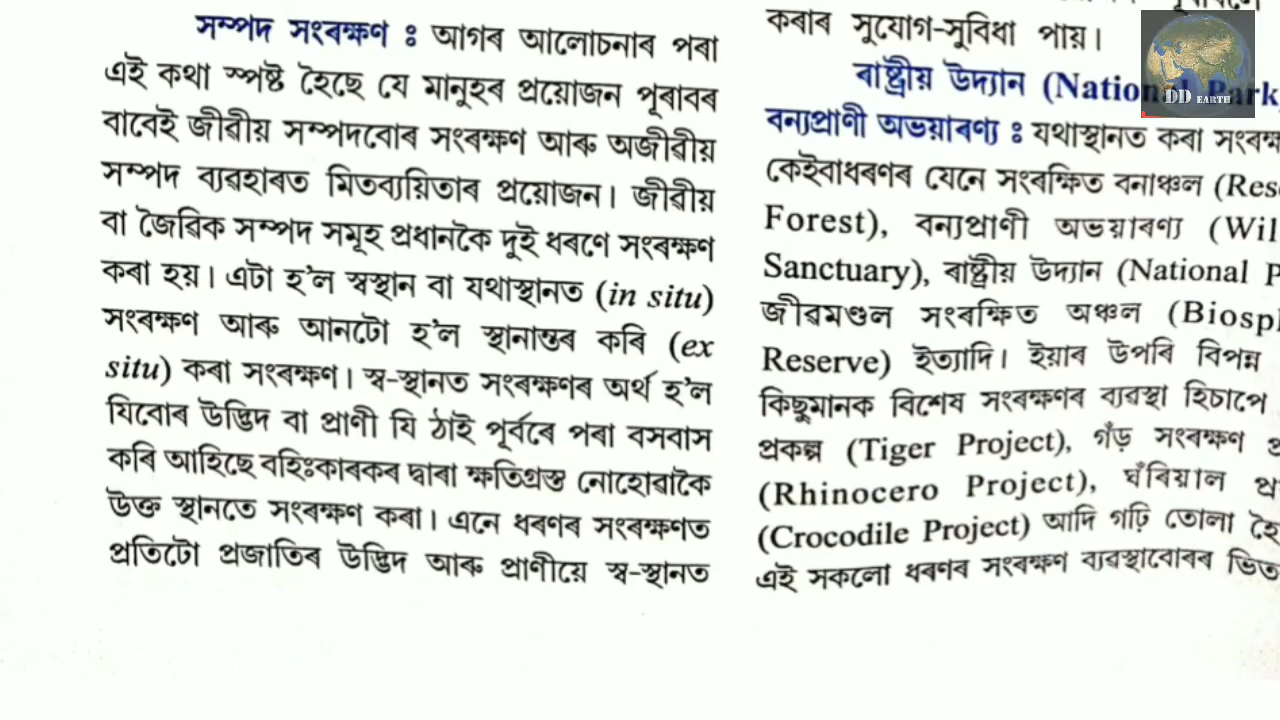 সম্পদ সংৰক্ষণ ঃ আগৰ আলোচনাৰ পৰা
এই কথা স্পষ্ট হৈছে যে মানুহৰ প্ৰয়োজন পূৰাবৰ
বাবেই জীৱীয় সম্পদবোৰ সংৰক্ষণ আৰু অজীৱীয়
সম্পদ ব্যৱহাৰত মিতব্যয়িতাৰ প্ৰয়োজন। জীৱীয়
বা জৈৱিক সম্পদ সমূহ প্ৰধানকৈ দুই ধৰণে সংৰক্ষণ
কৰা হয়। এটা হ'ল স্বস্থান বা যথাস্থানত (in situ)
সংৰক্ষণ আৰু আনটো হ'ল স্থানান্তৰ কৰি (ex
situ) কৰা সংৰক্ষণ। স্ব-স্থানত সংৰক্ষণৰ অৰ্থ হ'ল
যিবোৰ উদ্ভিদ বা প্ৰাণী যি ঠাই পূৰ্বৰে পৰা বসবাস
কৰি আহিছে বহিঃকাৰকৰ দ্বাৰা ক্ষতিগ্ৰস্ত নোহোৱাকৈ
উক্ত স্থানতে সংৰক্ষণ কৰা। এনে ধৰণৰ সংৰক্ষণত
প্ৰতিটো প্ৰজাতিৰ উদ্ভিদ আৰু প্ৰাণীয়ে স্ব-স্থানত
কৰাৰ সুযোগ-সুবিধা পায়।
ৰাষ্ট্ৰীয় উদ্যান (National Park
বন্যপ্ৰাণী অভয়াৰণ্য ঃ যথাস্থানত কৰা
কেইবাধৰণৰ যেনে সংৰক্ষিত বনাঞ্চল
Forest), বন্যপ্ৰাণী অভয়াৰণ্য
Sanctuary), ৰাষ্ট্ৰীয় উদ্যান (National
জীৱমণ্ডল সংৰক্ষিত অঞ্চল
Reserve) ইত্যাদি। ইয়াৰ উপৰি বিপন্ন
কিছুমানক বিশেষ সংৰক্ষণৰ ব্যৱস্থা হিচাপে
প্ৰকল্প (Tiger Project), গঁড় সংৰক্ষণ
(Rhinocero Project), ঘঁৰিয়াল
(Crocodile Project) আদি গঢ়ি তোলা
এই সকলো ধৰণৰ সংৰক্ষণ ব্যৱস্থাবোৰৰ
DD EARTH